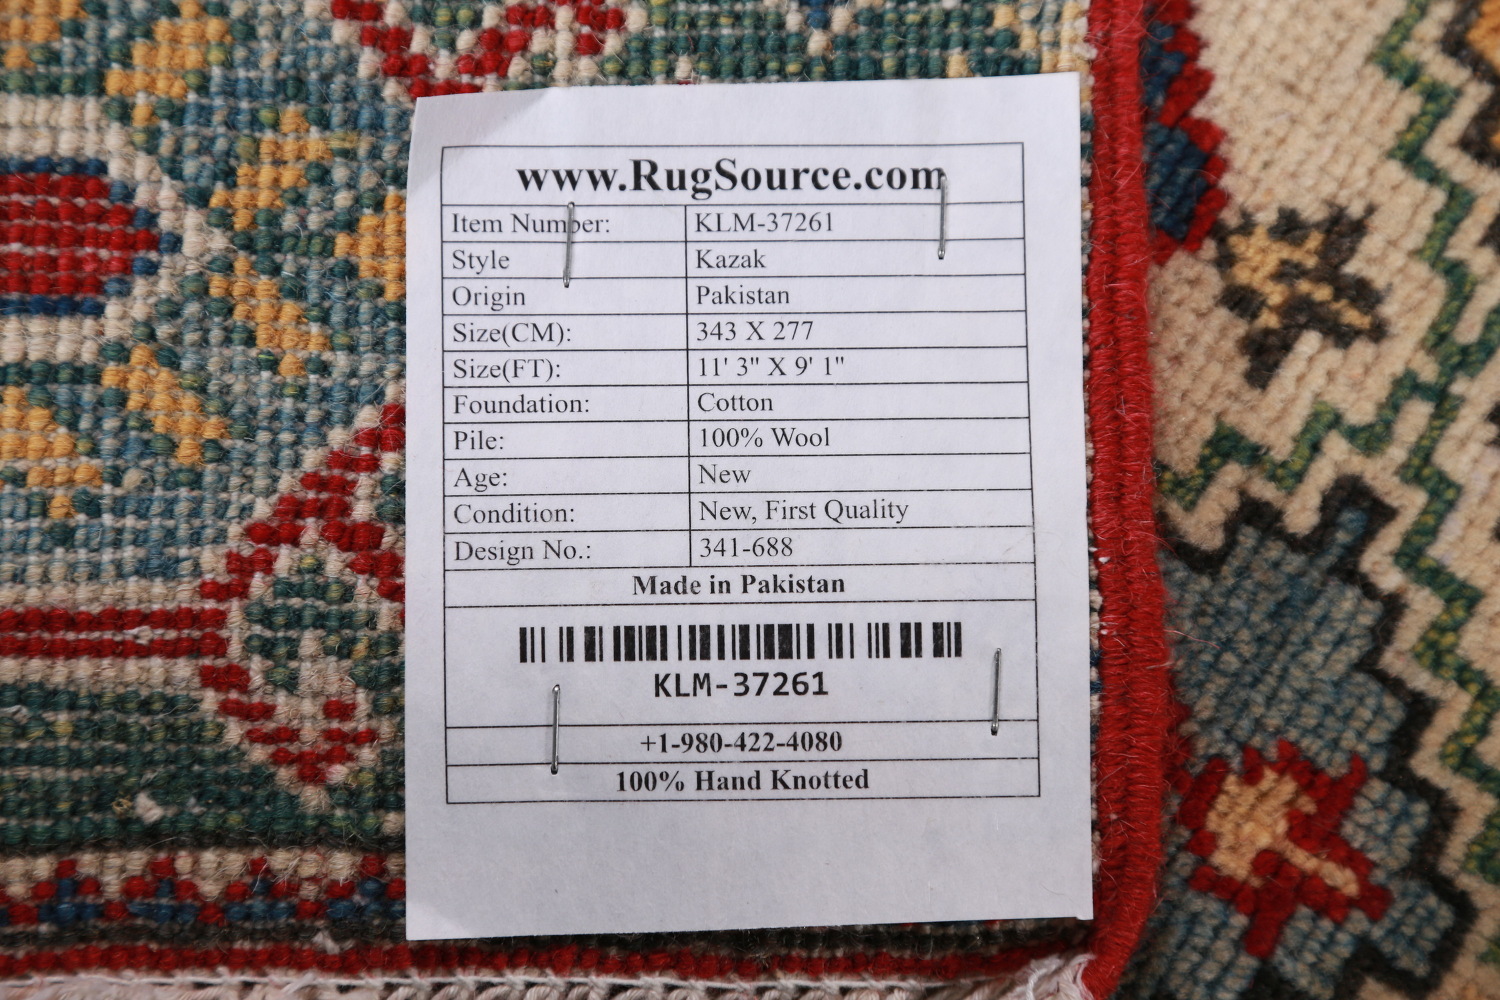 www.RugSource.com
Item Number: KLM-37261
Style Kazak
Origin Pakistan
Size(CM): 343 X 277
Size(FT): 11' 3" X 9' 1"
Foundation: Cotton
Pile: 100% Wool
Age: New
Condition: New, First Quality
Design No.: 341-688
Made in Pakistan
KLM-37261
+1-980-422-4080
100% Hand Knotted